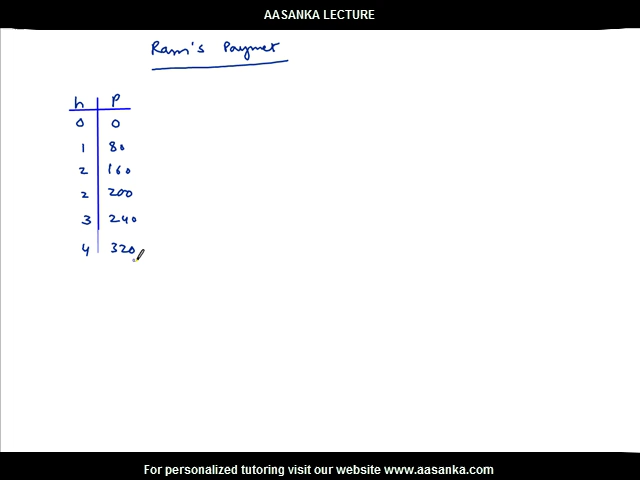 AASANKA LECTURE
Ram's Paymet
h P
0 0
1 80
2 160
2 200
3 240
4 320
For personalized tutoring visit our website www.aasanka.com